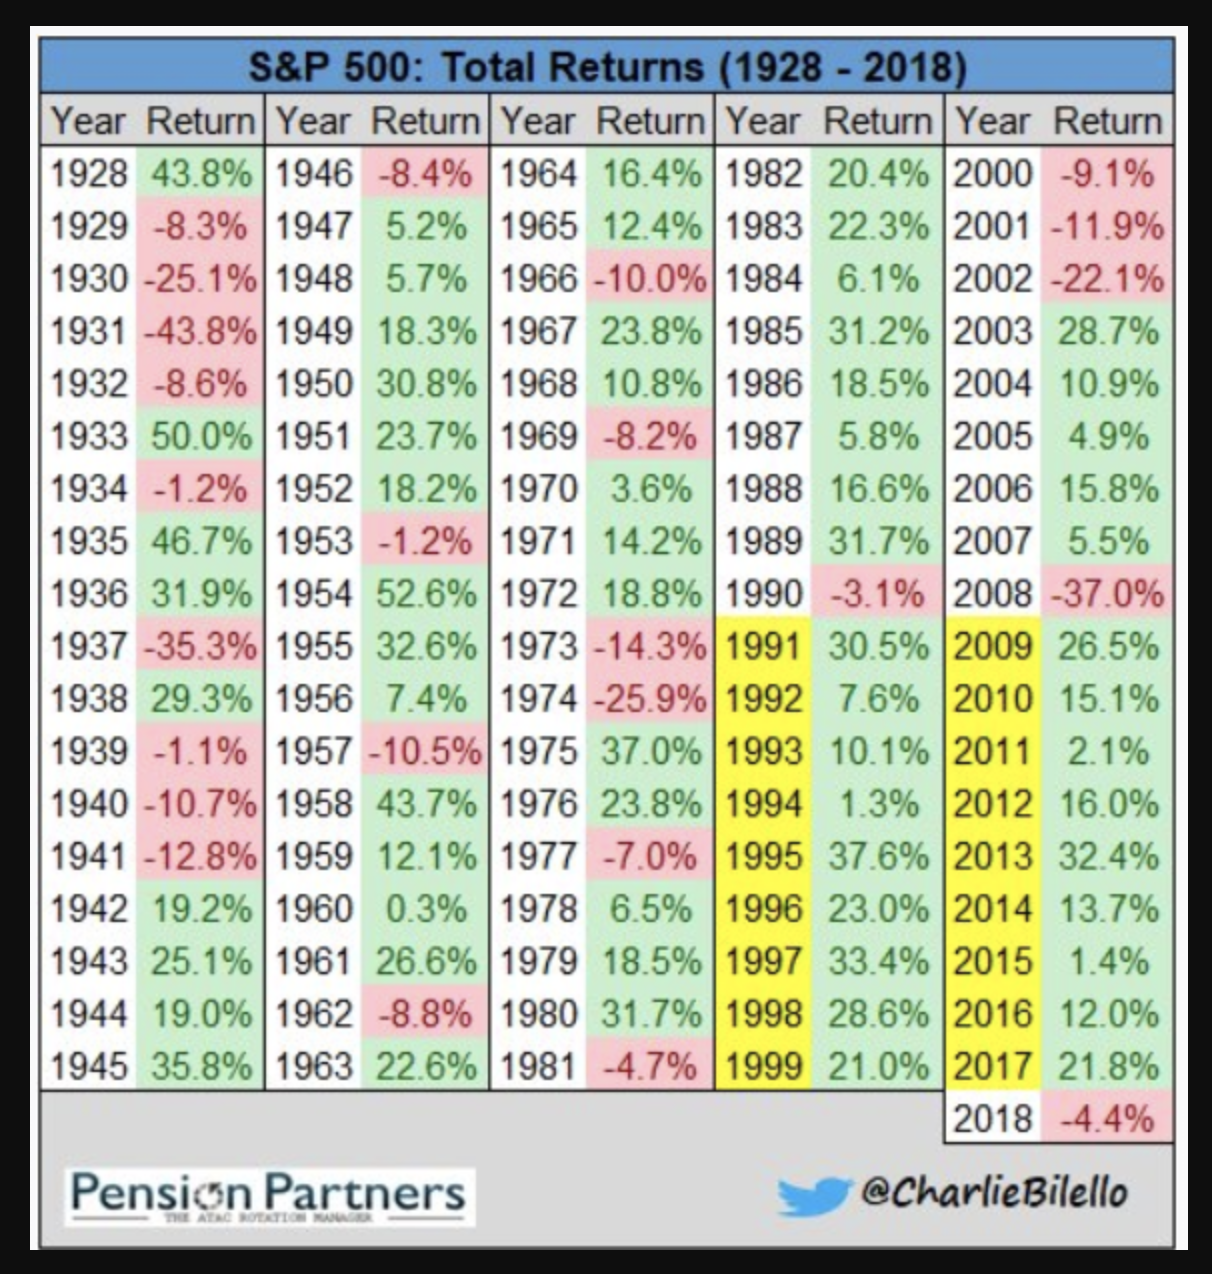 S&P 500: Total Returns (1928 - 2018)
Year Return Year Return Year Return Year Return Year Return
1928 43.8% 1946 -8.4% 1964 16.4% 1982 20.4% 2000 -9.1%
1929 -8.3% 1947 5.2% 1965 12.4% 1983 22.3% 2001 -11.9%
1930 -25.1% 1948 5.7% 1966 -10.0% 1984 6.1% 2002 -22.1%
1931 -43.8% 1949 18.3% 1967 23.8% 1985 31.2% 2003 28.7%
1932 -8.6% 1950 30.8% 1968 10.8% 1986 18.5% 2004 10.9%
1933 50.0% 1951 23.7% 1969 -8.2% 1987 5.8% 2005 4.9%
1934 -1.2% 1952 18.2% 1970 3.6% 1988 16.6% 2006 15.8%
1935 46.7% 1953 -1.2% 1971 14.2% 1989 31.7% 2007 5.5%
1936 31.9% 1954 52.6% 1972 18.8% 1990 -3.1% 2008 -37.0%
1937 -35.3% 1955 32.6% 1973 -14.3% 1991 30.5% 2009 26.5%
1938 29.3% 1956 7.4% 1974 -25.9% 1992 7.6% 2010 15.1%
1939 -1.1% 1957 -10.5% 1975 37.0% 1993 10.1% 2011 2.1%
1940 -10.7% 1958 43.7% 1976 23.8% 1994 1.3% 2012 16.0%
1941 -12.8% 1959 12.1% 1977 -7.0% 1995 37.6% 2013 32.4%
1942 19.2% 1960 0.3% 1978 6.5% 1996 23.0% 2014 13.7%
1943 25.1% 1961 26.6% 1979 18.5% 1997 33.4% 2015 1.4%
1944 19.0% 1962 -8.8% 1980 31.7% 1998 28.6% 2016 12.0%
1945 35.8% 1963 22.6% 1981 -4.7% 1999 21.0% 2017 21.8%
2018 -4.4%
Pension Partners
THE ATAC ROTATION MANAGER
@CharlieBilello